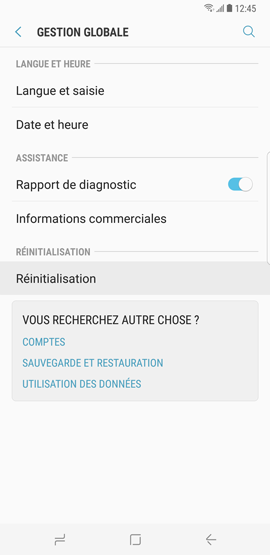 12:45
GESTION GLOBALE
LANGUE ET HEURE
Langue et saisie
Date et heure
ASSISTANCE
Rapport de diagnostic
Informations commerciales
RÉINITIALISATION
Réinitialisation
VOUS RECHERCHEZ AUTRE CHOSE ?
COMPTES
SAUVEGARDE ET RESTAURATION
UTILISATION DES DONNÉES